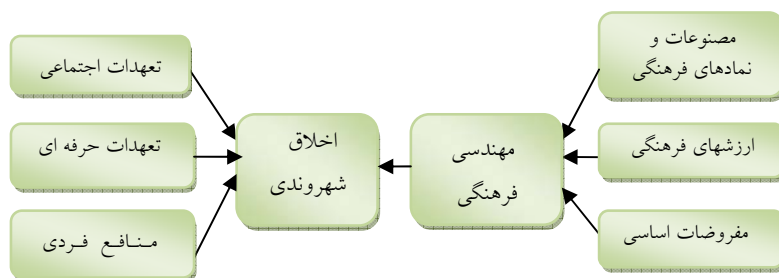 مصنوعات و
نمادهای فرهنگی
ارزشهای فرهنگی
مفروضات اساسی
مهندسی
فرهنگی
اخلاق
شهروندی
تعهدات اجتماعی
تعهدات حرفه ای
منافع فردی